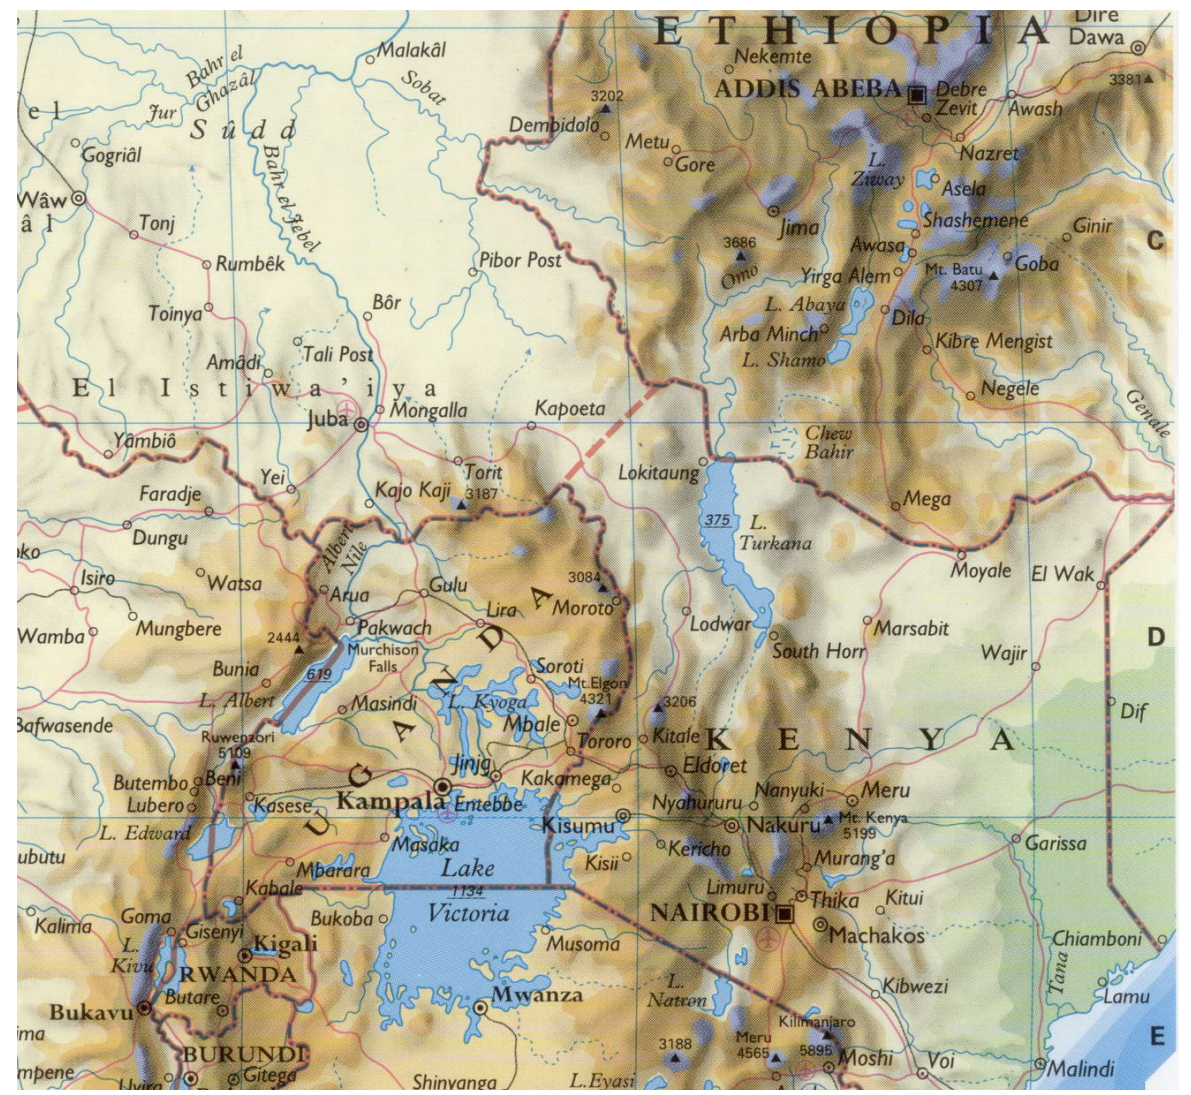 ETHIOPIA
Dire
Dawa
Malakâl
Nekemte
Bahr el
Ghazâl
Sobat
3202
ADDIS ABEBA
Debre
Zevit
Awash
3381
el
Jur
Sûdd
Dembidolo
Metu
Gore
Nazret
Gogriâl
Bahr el Jebel
L.
Ziway
Asela
Wâw
âl
Tonj
Jima
Shashemene
Ginir
C
Rumbêk
Pibor Post
3686
Omo
Awasa
Yirga Alem
Mt. Batu
4307
Goba
Toinya
Bôr
L. Abaya
Arba Minch
Dila
Amâdi
Tali Post
L. Shamo
Kibre Mengist
El Istiwa'iya
Negele
Genale
Juba
Mongalla
Kapoeta
Yâmbiô
Chew
Bahir
Yei
Torit
Lokitaung
Faradje
Kajo Kaji
3187
Mega
Dungu
375
L.
Turkana
Albert
Nile
Moyale
El Wak
Isiro
Watsa
Arua
Gulu
3084
Moroto
Wamba
Mungbere
Pakwach
Lira
Lodwar
Marsabit
D
2444
Murchison
Falls
South Horr
Wajir
Bunia
619
Soroti
Mt.Elgon
4321
L. Albert
Masindi
L. Kyoga
3206
Dif
Bafwasende
Mbale
Ruwenzori
5109
UGANDA
Tororo
Kitale
KENYA
Butembo
Beni
Jinja
Kakamega
Eldoret
Lubero
Kasese
Kampala
Entebbe
Nyahururu
Nanyuki
Meru
L. Edward
Kisumu
Nakuru
Mt. Kenya
5199
Masaka
Kericho
Garissa
ubutu
Mbarara
Lake
Kisii
Murang'a
Kabale
1134
Limuru
Thika
Kitui
Kalima
Goma
Bukoba
Victoria
NAIROBI
Gisenyi
Kigali
Musoma
Machakos
Chiamboni
L.
Kivu
RWANDA
Tana
Butare
Mwanza
L.
Natron
Kibwezi
Lamu
Bukavu
Kilimanjaro
ima
BURUNDI
3188
Meru
4565
5895
Moshi
Voi
Malindi
E
mpene
Uvira
Gitega
Shinyanga
L.Eyasi